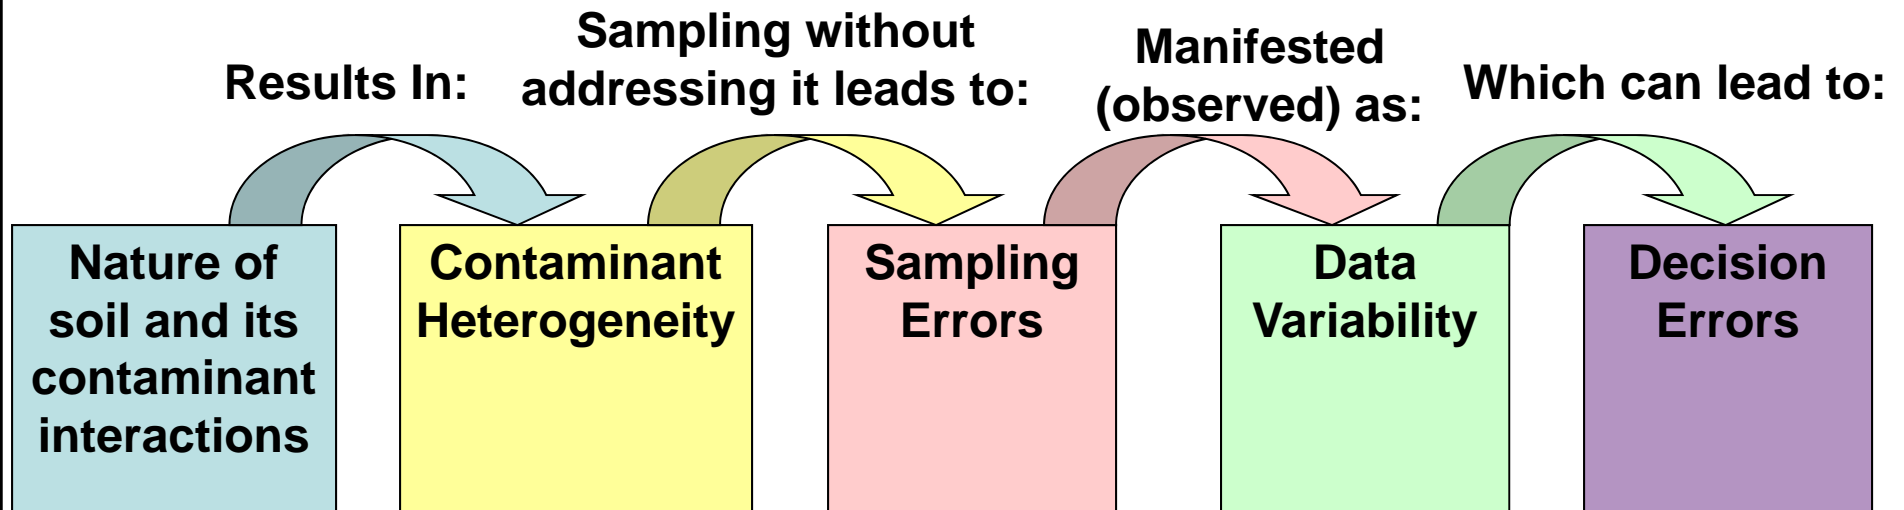 Results In:
Sampling without
addressing it leads to:
Manifested
(observed) as:
Which can lead to:
Nature of
soil and its
contaminant
interactions
Contaminant
Heterogeneity
Sampling
Errors
Data
Variability
Decision
Errors